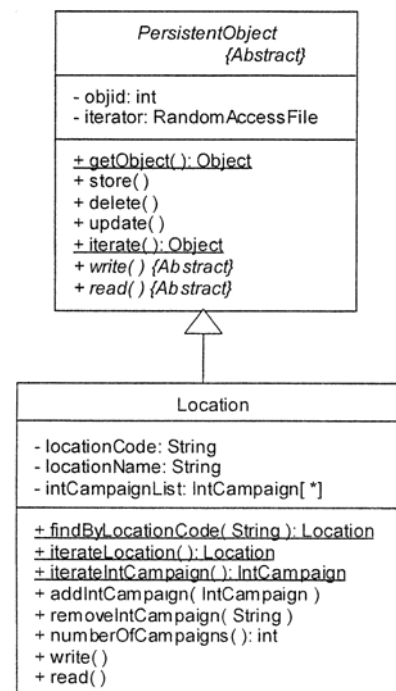 PersistentObject
{Abstract}
- objid: int
- iterator: RandomAccessFile
+ getObject( ): Object
+ store()
+ delete()
+ update()
+ iterate( ): Object
+ write( ) {Abstract}
+ read( ) {Abstract}
Location
- locationCode: String
- locationName: String
- intCampaignList: IntCampaign[ *]
+ findByLocationCode( String ): Location
+ iterateLocation( ): Location
+ iterateIntCampaign( ): IntCampaign
+ addIntCampaign( IntCampaign )
+ removeIntCampaign( String )
+ numberOfCampaigns( ): int
+ write()
+ read()